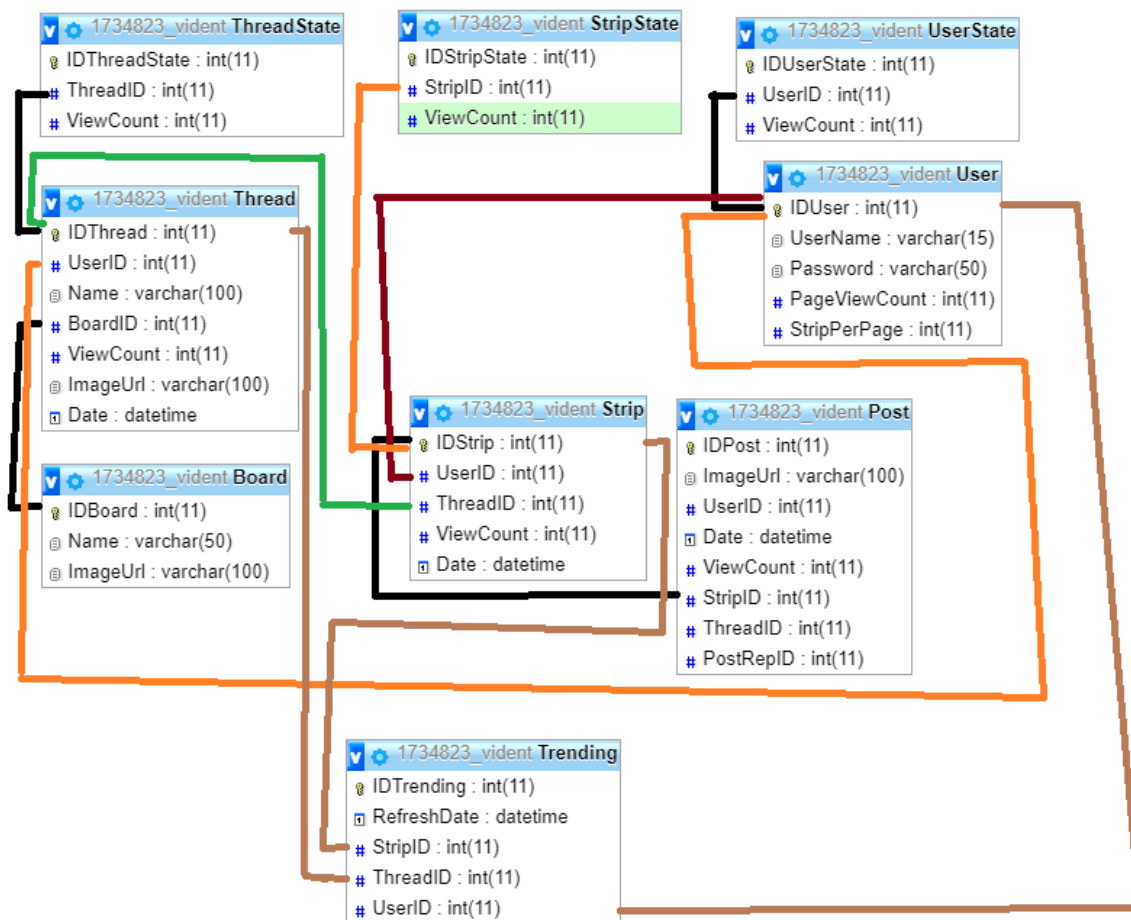 1734823_vident ThreadState
IDThreadState : int(11)
ThreadID : int(11)
ViewCount : int(11)
1734823_vident StripState
IDStripState : int(11)
StripID : int(11)
ViewCount : int(11)
1734823_vident UserState
IDUserState : int(11)
UserID : int(11)
ViewCount : int(11)
1734823_vident Thread
IDThread : int(11)
UserID : int(11)
Name : varchar(100)
BoardID : int(11)
ViewCount : int(11)
ImageUrl : varchar(100)
Date : datetime
1734823_vident User
IDUser : int(11)
UserName : varchar(15)
Password : varchar(50)
PageViewCount : int(11)
StripPerPage : int(11)
1734823_vident Board
IDBoard : int(11)
Name : varchar(50)
ImageUrl : varchar(100)
1734823_vident Strip
IDStrip : int(11)
UserID : int(11)
ThreadID : int(11)
ViewCount : int(11)
Date : datetime
1734823_vident Post
IDPost : int(11)
ImageUrl : varchar(100)
UserID : int(11)
Date : datetime
ViewCount : int(11)
StripID : int(11)
ThreadID : int(11)
PostRepID : int(11)
1734823_vident Trending
IDTrending : int(11)
RefreshDate : datetime
StripID : int(11)
ThreadID : int(11)
UserID : int(11)